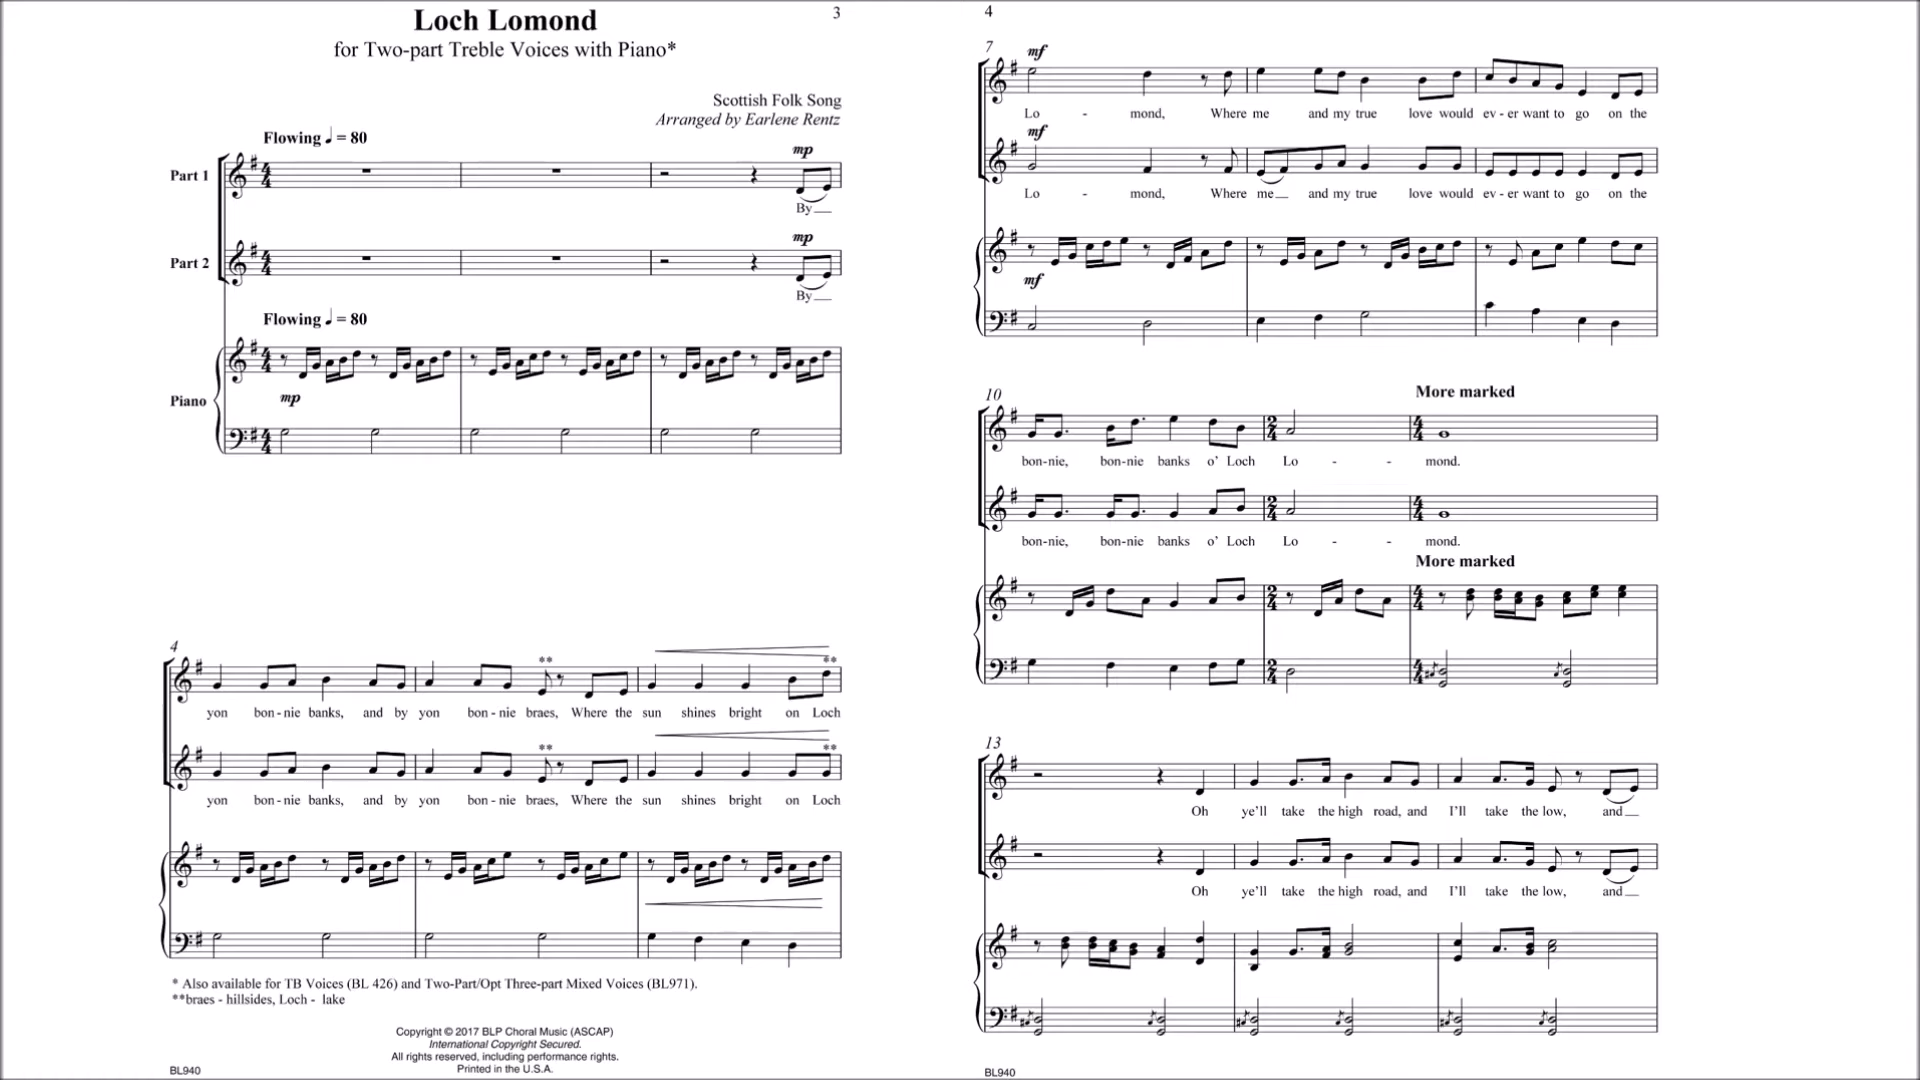 Loch Lomond
3
for Two-part Treble Voices with Piano*
Scottish Folk Song
Arranged by Earlene Rentz
Flowing ♩ = 80
mp
Part 1
By__
mp
Part 2
By__
Flowing ♩ = 80
Piano
mp
4
**
**
yon bon - nie banks, and by yon bon - nie braes, Where the sun shines bright on Loch
**
**
yon bon - nie banks, and by yon bon - nie braes, Where the sun shines bright on Loch
* Also available for TB Voices (BL 426) and Two-Part/Opt Three-part Mixed Voices (BL971).
**braes - hillsides, Loch - lake
Copyright © 2017 BLP Choral Music (ASCAP)
International Copyright Secured.
All rights reserved, including performance rights.
Printed in the U.S.A.
BL940
4
7
mf
Lo - mond, Where me and my true love would ev - er want to go on the
mf
Lo - mond, Where me__ and my true love would ev - er want to go on the
mf
10
More marked
bon-nie, bon-nie banks o' Loch Lo - - mond.
bon-nie, bon-nie banks o' Loch Lo - - mond.
More marked
13
Oh ye'll take the high road, and I'll take the low, and__
Oh ye'll take the high road, and I'll take the low, and__
BL940